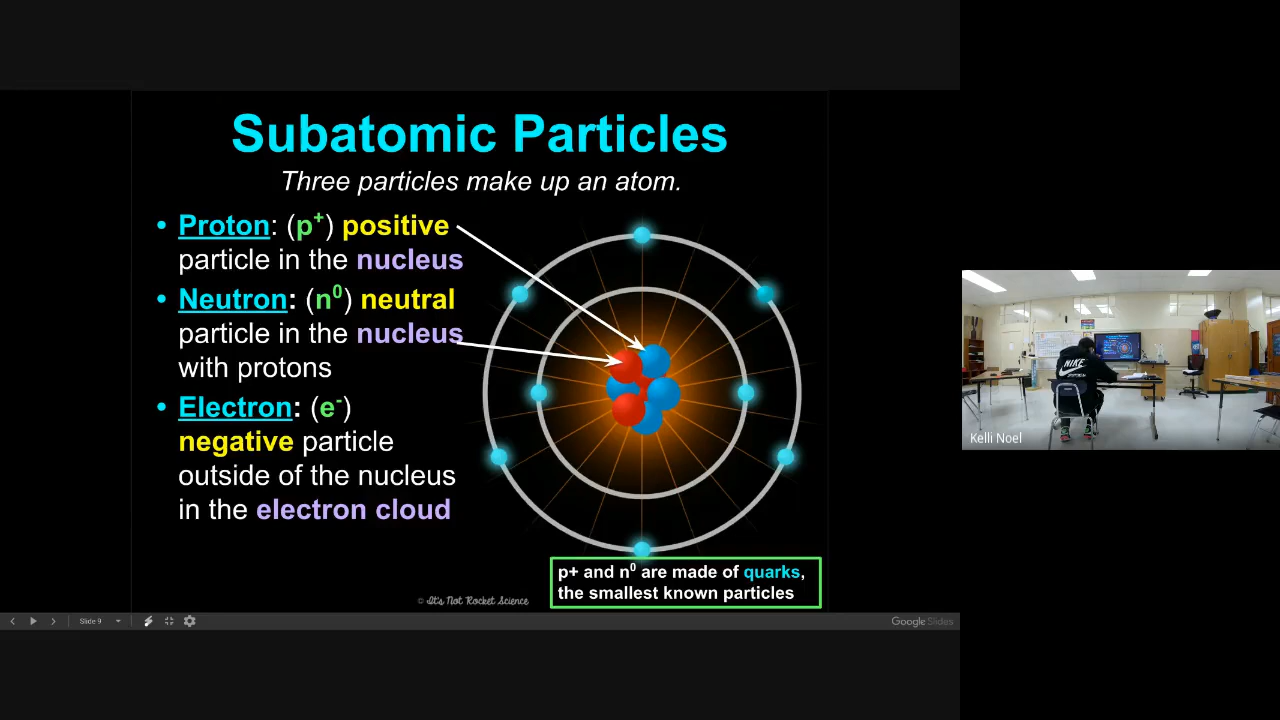 Subatomic Particles
Three particles make up an atom.
• Proton: (p⁺) positive
particle in the nucleus
• Neutron: (n⁰) neutral
particle in the nucleus
with protons
• Electron: (e⁻)
negative particle
outside of the nucleus
in the electron cloud
p+ and n⁰ are made of quarks,
the smallest known particles
© It's Not Rocket Science
Slide 9
Google Slides
NIKE
Kelli Noel